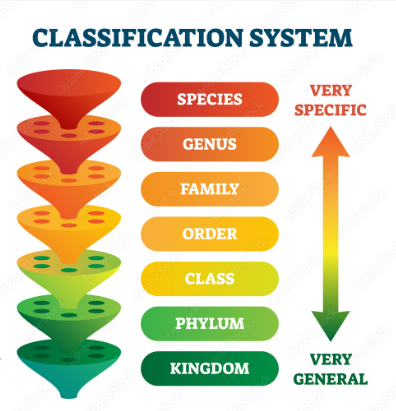 CLASSIFICATION SYSTEM
SPECIES
GENUS
FAMILY
ORDER
CLASS
PHYLUM
KINGDOM
VERY
SPECIFIC
VERY
GENERAL